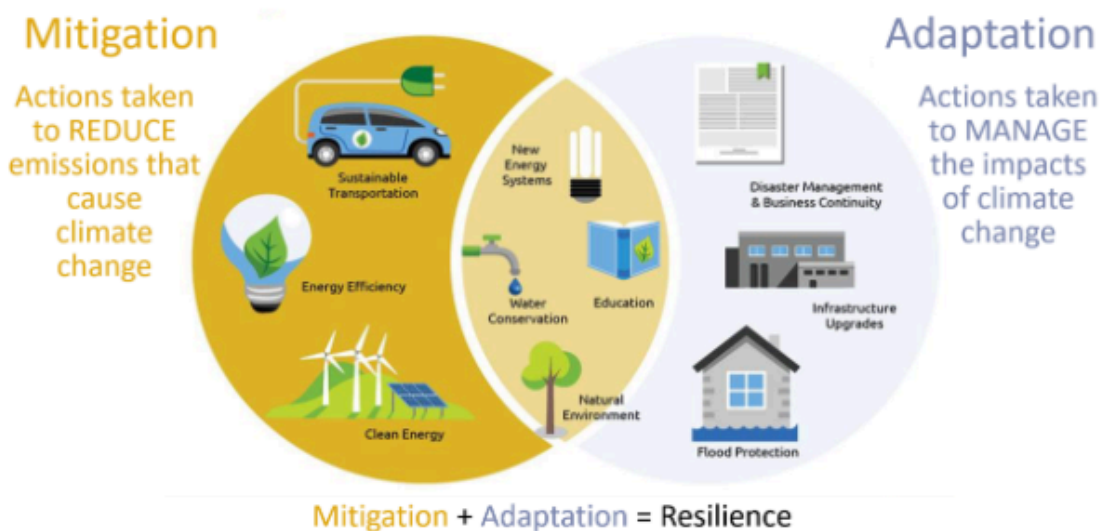 Mitigation
Actions taken
to REDUCE
emissions that
cause
climate
change
Sustainable
Transportation
Energy Efficiency
Clean Energy
New
Energy
Systems
Water
Conservation
Education
Natural
Environment
Adaptation
Actions taken
to MANAGE
the impacts
of climate
change
Disaster Management
& Business Continuity
Infrastructure
Upgrades
Flood Protection
Mitigation + Adaptation = Resilience